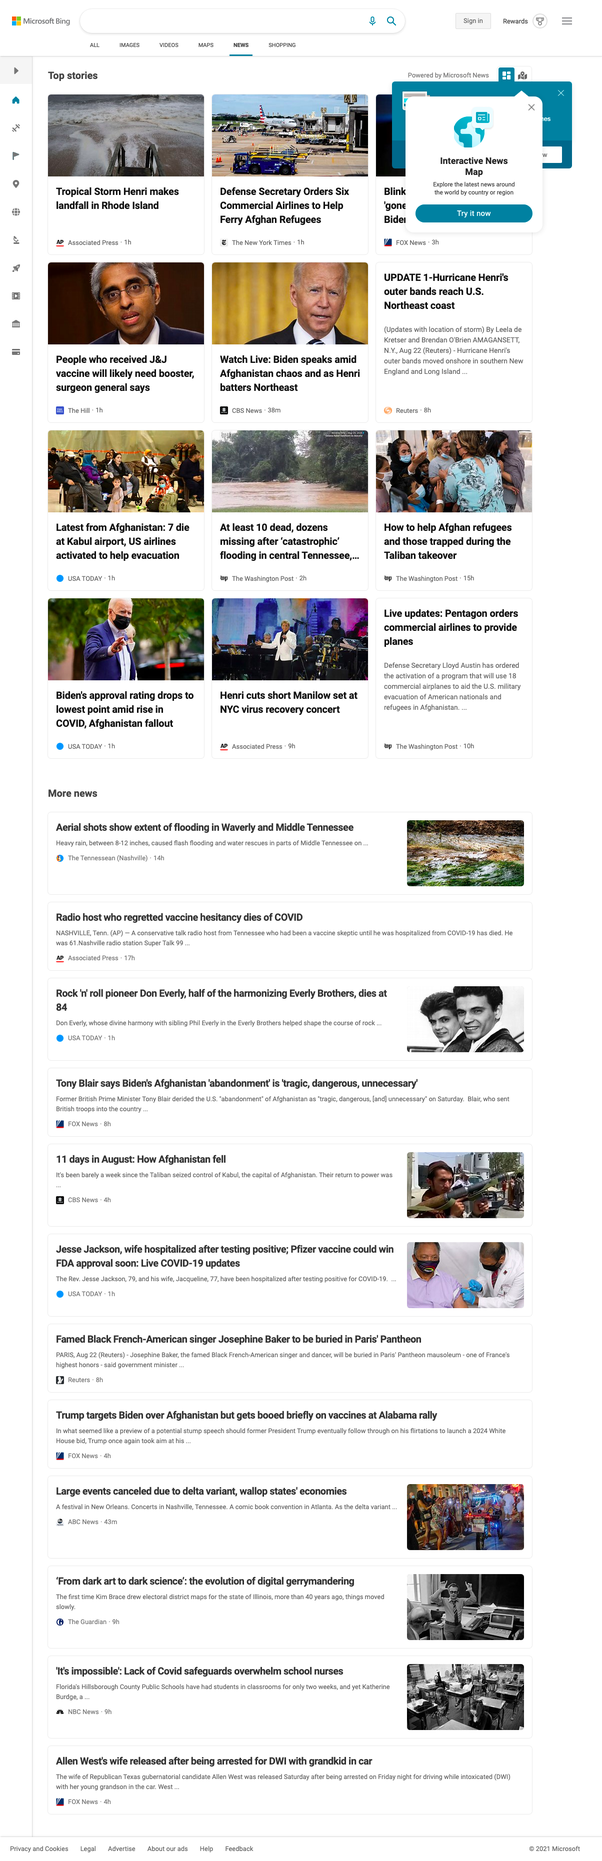 Microsoft Bing
Sign in
Rewards
ALL
IMAGES
VIDEOS
MAPS
NEWS
SHOPPING
Top stories
Powered by Microsoft News
Interactive News
Map
Explore the latest news around
the world by country or region
Try it now
Tropical Storm Henri makes
landfall in Rhode Island
AP Associated Press · 1h
Defense Secretary Orders Six
Commercial Airlines to Help
Ferry Afghan Refugees
The New York Times · 1h
Blink
'gone
Biden
FOX News · 3h
People who received J&J
vaccine will likely need booster,
surgeon general says
The Hill · 1h
Watch Live: Biden speaks amid
Afghanistan chaos and as Henri
batters Northeast
CBS News · 38m
UPDATE 1-Hurricane Henri's
outer bands reach U.S.
Northeast coast
(Updates with location of storm) By Leela de
Kretser and Brendan O'Brien AMAGANSETT,
N.Y., Aug 22 (Reuters) - Hurricane Henri's
outer bands moved onshore in southern New
England and Long Island ...
Reuters · 8h
Latest from Afghanistan: 7 die
at Kabul airport, US airlines
activated to help evacuation
USA TODAY · 1h
At least 10 dead, dozens
missing after 'catastrophic'
flooding in central Tennessee,...
wp The Washington Post · 2h
How to help Afghan refugees
and those trapped during the
Taliban takeover
wp The Washington Post · 15h
Biden's approval rating drops to
lowest point amid rise in
COVID, Afghanistan fallout
USA TODAY · 1h
Henri cuts short Manilow set at
NYC virus recovery concert
AP Associated Press · 9h
Live updates: Pentagon orders
commercial airlines to provide
planes
Defense Secretary Lloyd Austin has ordered
the activation of a program that will use 18
commercial airplanes to aid the U.S. military
evacuation of American nationals and
refugees in Afghanistan. ...
wp The Washington Post · 10h
More news
Aerial shots show extent of flooding in Waverly and Middle Tennessee
Heavy rain, between 8-12 inches, caused flash flooding and water rescues in parts of Middle Tennessee on ...
The Tennessean (Nashville) · 14h
Radio host who regretted vaccine hesitancy dies of COVID
NASHVILLE, Tenn. (AP) — A conservative talk radio host from Tennessee who had been a vaccine skeptic until he was hospitalized from COVID-19 has died. He
was 61.Nashville radio station Super Talk 99 ...
AP Associated Press · 17h
Rock 'n' roll pioneer Don Everly, half of the harmonizing Everly Brothers, dies at
84
Don Everly, whose divine harmony with sibling Phil Everly in the Everly Brothers helped shape the course of rock ...
USA TODAY · 1h
Tony Blair says Biden's Afghanistan 'abandonment' is 'tragic, dangerous, unnecessary'
Former British Prime Minister Tony Blair derided the U.S. "abandonment" of Afghanistan as "tragic, dangerous, [and] unnecessary" on Saturday. Blair, who sent
British troops into the country ...
FOX News · 8h
11 days in August: How Afghanistan fell
It's been barely a week since the Taliban seized control of Kabul, the capital of Afghanistan. Their return to power was
...
CBS News · 4h
Jesse Jackson, wife hospitalized after testing positive; Pfizer vaccine could win
FDA approval soon: Live COVID-19 updates
The Rev. Jesse Jackson, 79, and his wife, Jacqueline, 77, have been hospitalized after testing positive for COVID-19. ...
USA TODAY · 1h
Famed Black French-American singer Josephine Baker to be buried in Paris' Pantheon
PARIS, Aug 22 (Reuters) - Josephine Baker, the famed Black French-American singer and dancer, will be buried in Paris' Pantheon mausoleum - one of France's
highest honors - said government minister ...
Reuters · 8h
Trump targets Biden over Afghanistan but gets booed briefly on vaccines at Alabama rally
In what seemed like a preview of a potential stump speech should former President Trump eventually follow through on his flirtations to launch a 2024 White
House bid, Trump once again took aim at his ...
FOX News · 4h
Large events canceled due to delta variant, wallop states' economies
A festival in New Orleans. Concerts in Nashville, Tennessee. A comic book convention in Atlanta. As the delta variant ...
ABC News · 43m
'From dark art to dark science': the evolution of digital gerrymandering
The first time Kim Brace drew electoral district maps for the state of Illinois, more than 40 years ago, things moved
slowly.
The Guardian · 9h
'It's impossible': Lack of Covid safeguards overwhelm school nurses
Florida's Hillsborough County Public Schools have had students in classrooms for only two weeks, and yet Katherine
Burdge, a ...
NBC News · 9h
Allen West's wife released after being arrested for DWI with grandkid in car
The wife of Republican Texas gubernatorial candidate Allen West was released Saturday after being arrested on Friday night for driving while intoxicated (DWI)
with her young grandson in the car. West ...
FOX News · 4h
Privacy and Cookies
Legal
Advertise
About our ads
Help
Feedback
© 2021 Microsoft